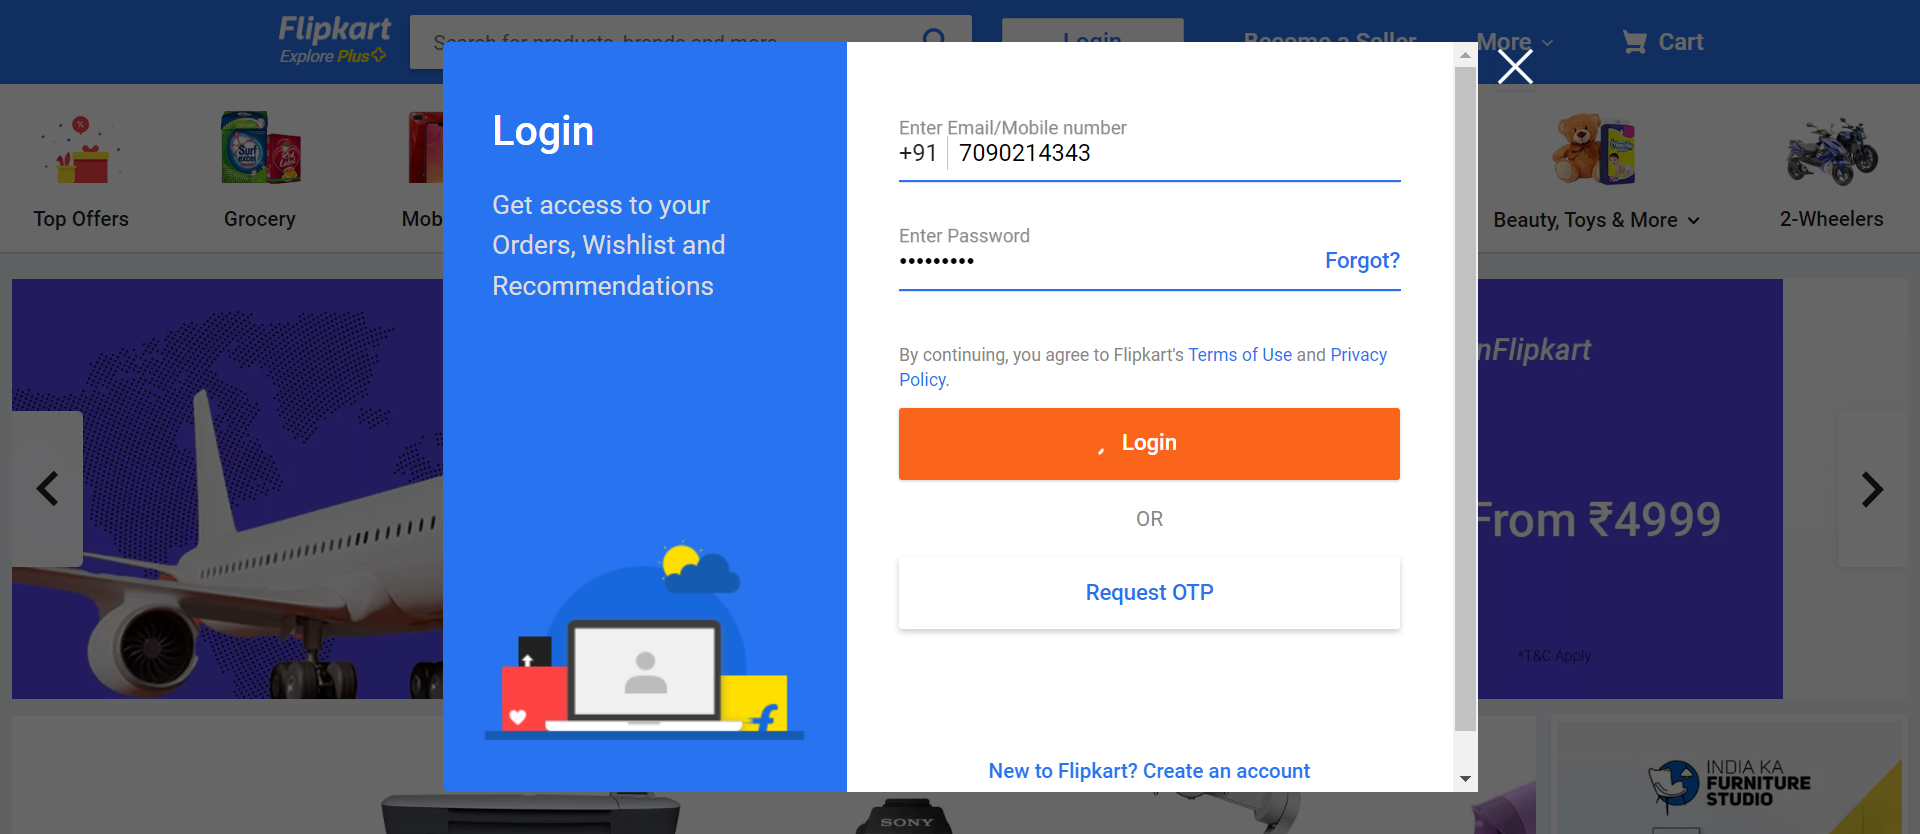 Flipkart
Explore Plus
Search for products, brands and more
Login
Become a Seller
More
Cart
Top Offers
Grocery
Mob
Beauty, Toys & More
2-Wheelers
Login
Get access to your
Orders, Wishlist and
Recommendations
Enter Email/Mobile number
+91 7090214343
Enter Password
Forgot?
By continuing, you agree to Flipkart's Terms of Use and Privacy
Policy.
Login
OR
Request OTP
New to Flipkart? Create an account
nFlipkart
From ₹4999
*T&C Apply
Surf
excel
SONY
INDIA KA
FURNITURE
STUDIO